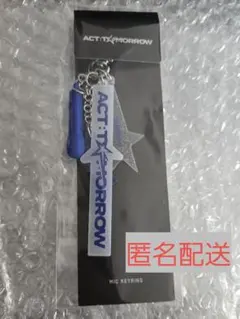 ACT : TOMORROW
ACT : TOMORROW
匿名配送
MIC KEYRING